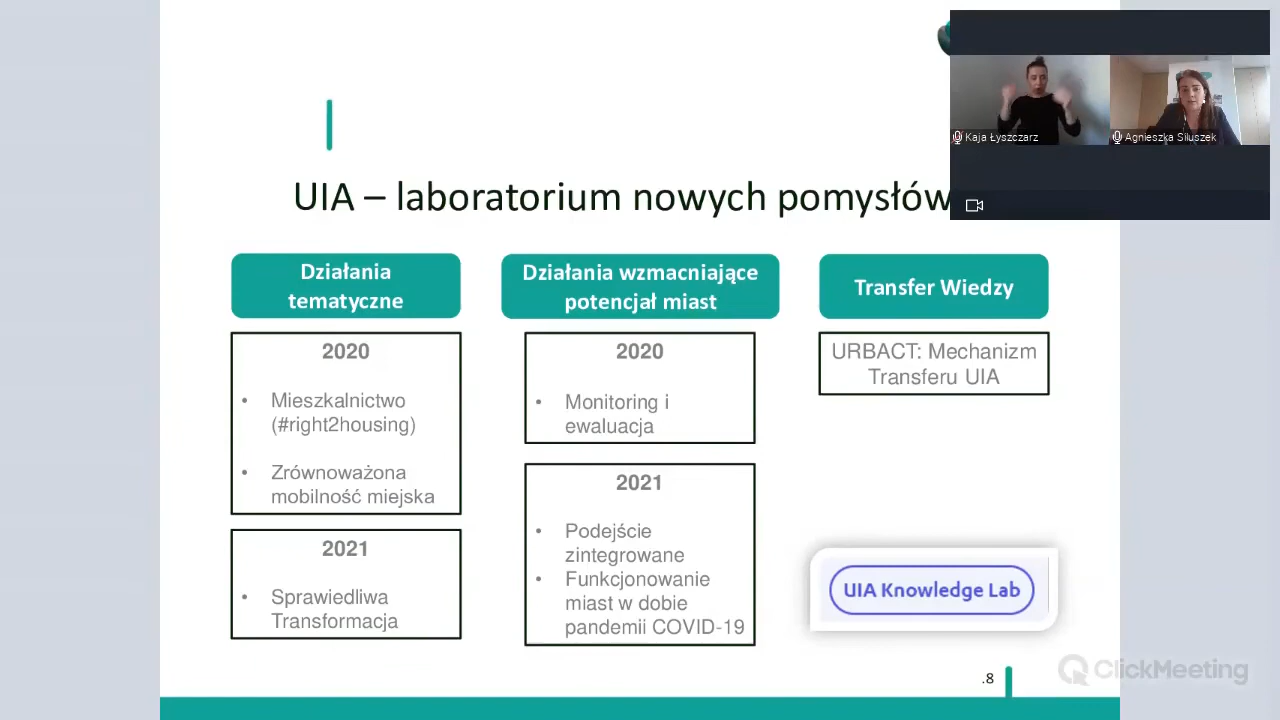 Kaja Łyszczarz
Agnieszka Siłuszek
UIA – laboratorium nowych pomysłów
Działania
tematyczne
2020
• Mieszkalnictwo
(#right2housing)
• Zrównoważona
mobilność miejska
2021
• Sprawiedliwa
Transformacja
Działania wzmacniające
potencjał miast
2020
• Monitoring i
ewaluacja
2021
• Podejście
zintegrowane
• Funkcjonowanie
miast w dobie
pandemii COVID-19
Transfer Wiedzy
URBACT: Mechanizm
Transferu UIA
UIA Knowledge Lab
.8
ClickMeeting